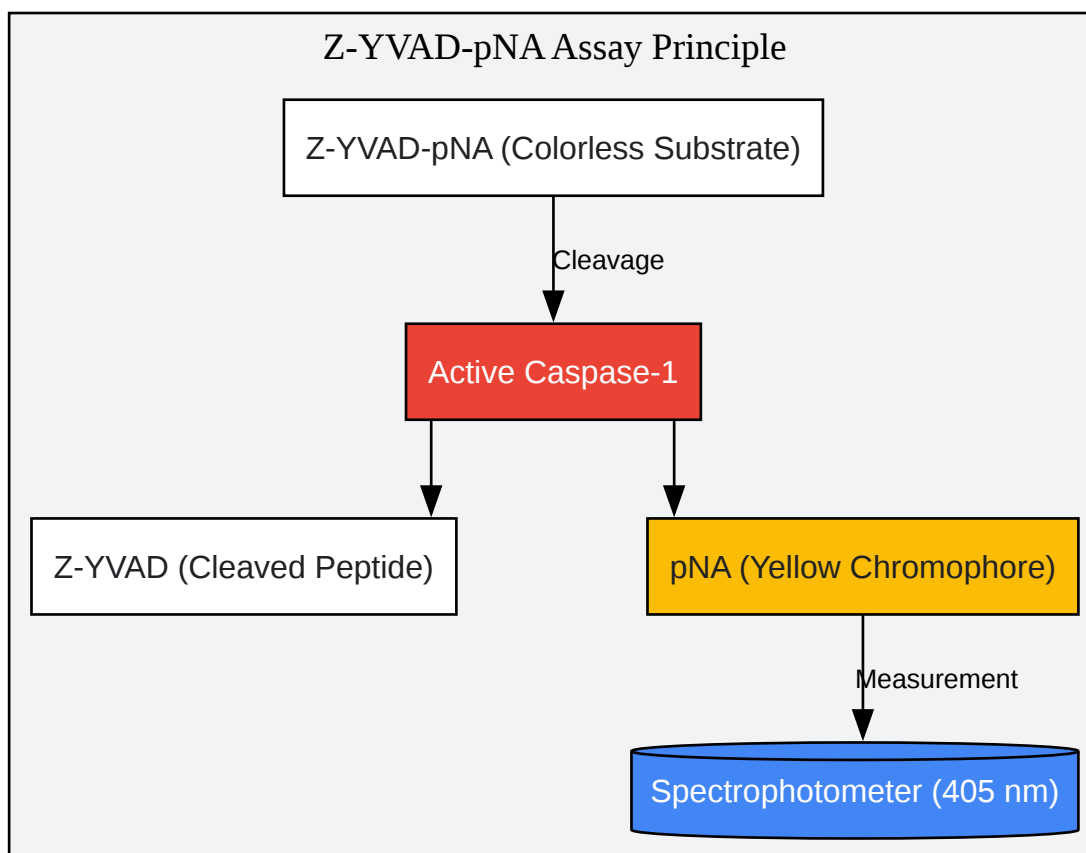 Z-YVAD-pNA Assay Principle
Z-YVAD-pNA (Colorless Substrate)
Cleavage
Active Caspase-1
Z-YVAD (Cleaved Peptide)
pNA (Yellow Chromophore)
Measurement
Spectrophotometer (405 nm)